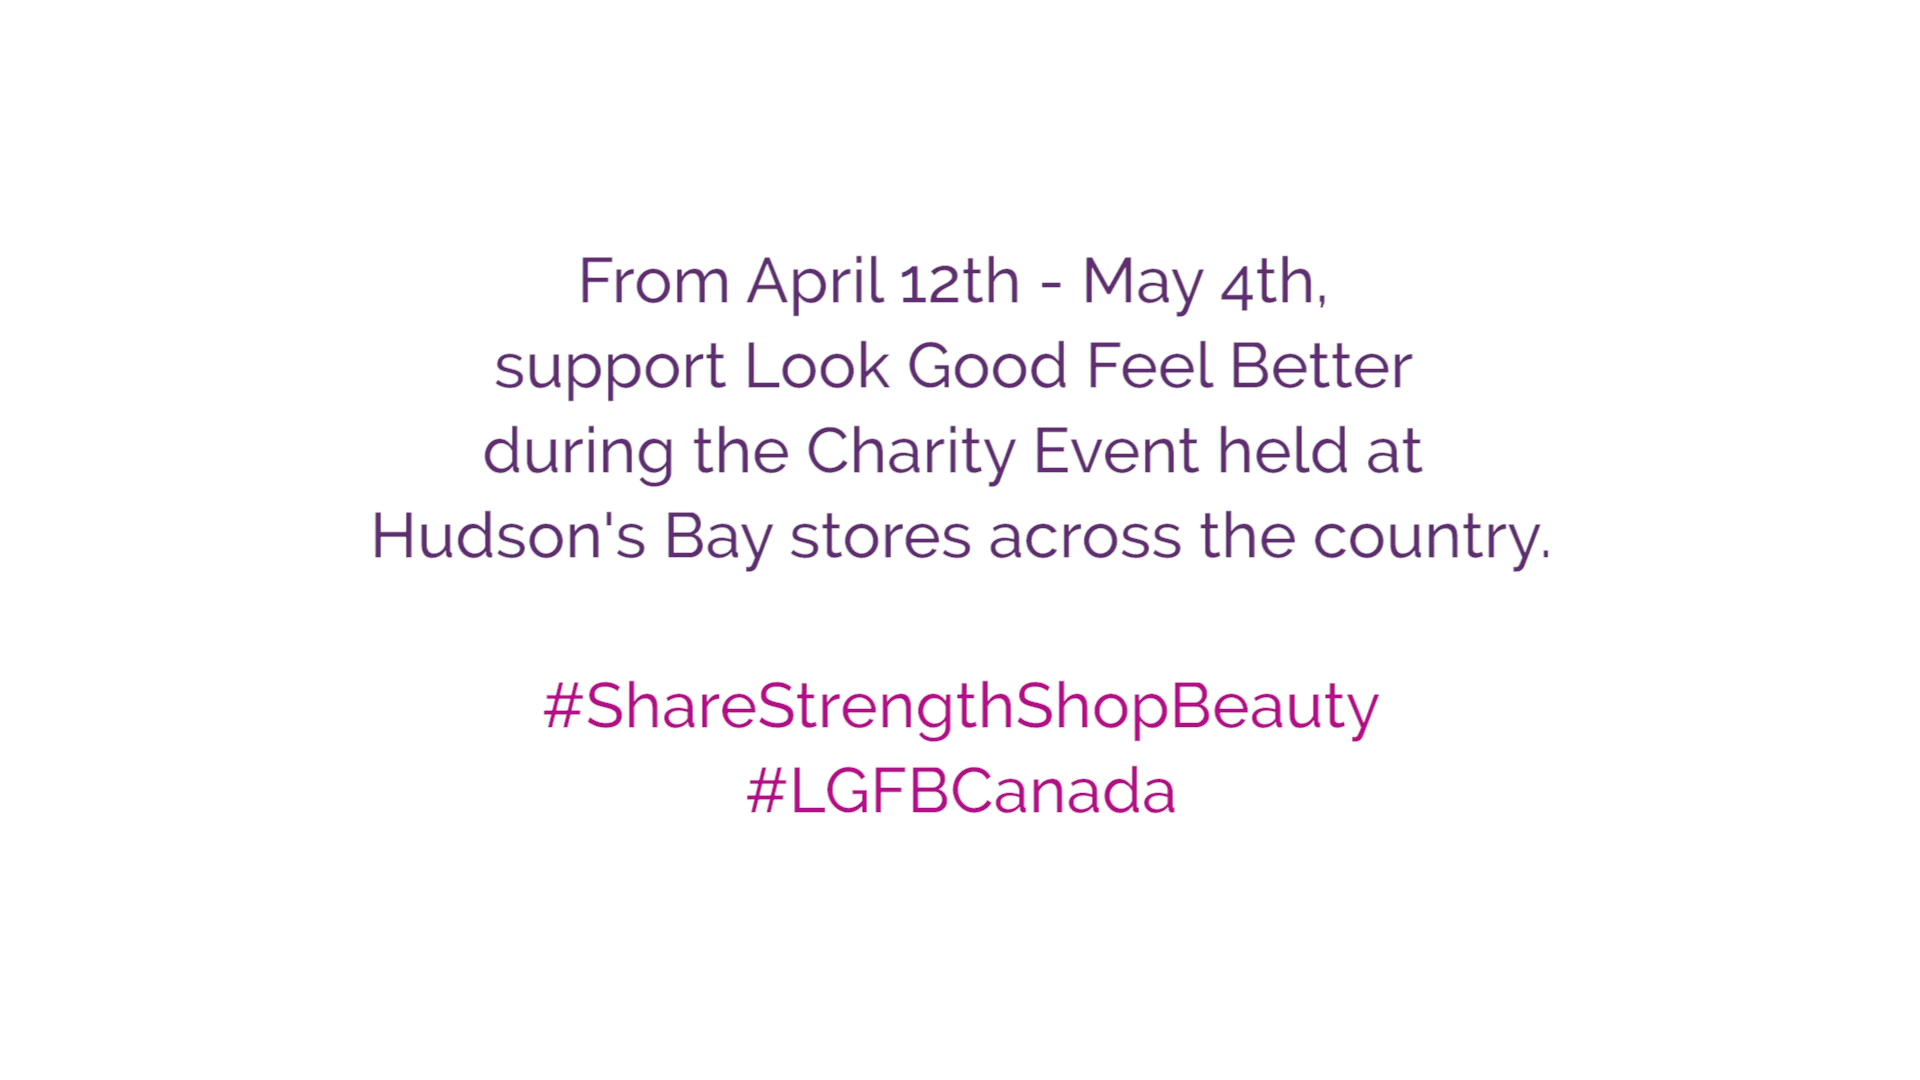 From April 12th - May 4th,
support Look Good Feel Better
during the Charity Event held at
Hudson's Bay stores across the country.
#ShareStrengthShopBeauty
#LGFBCanada